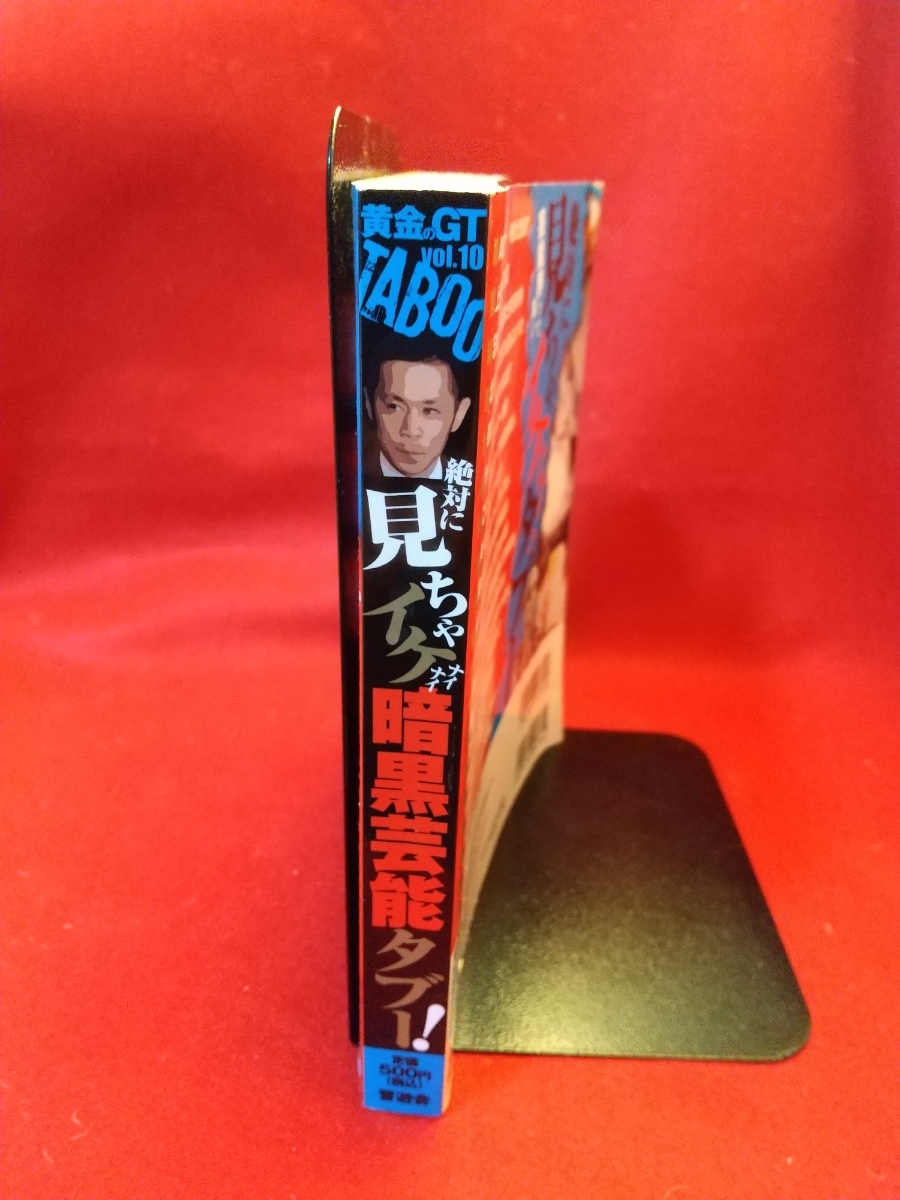 黄金のGT
vol.10
TABOO
絶対に
見ちゃ
イケナイ
暗黒芸能
タブー!
定価
500円
(税込)
晋遊舎